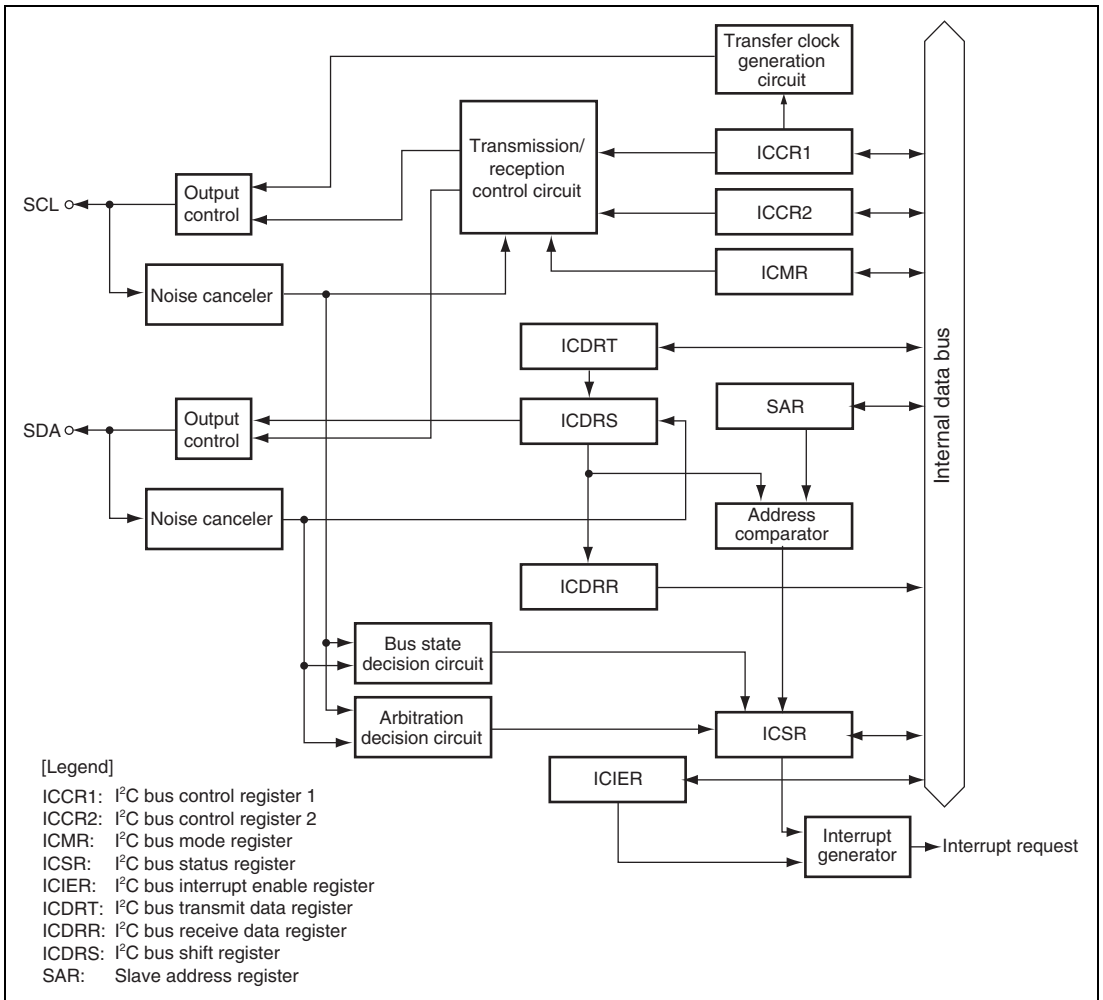 Transfer clock
generation
circuit
Transmission/
reception
control circuit
ICCR1
SCL
Output
control
ICCR2
ICMR
Noise canceler
Internal data bus
ICDRT
SAR
SDA
Output
control
ICDRS
Noise canceler
Address
comparator
ICDRR
Bus state
decision circuit
Arbitration
decision circuit
ICSR
ICIER
Interrupt
generator
Interrupt request
[Legend]
ICCR1: I²C bus control register 1
ICCR2: I²C bus control register 2
ICMR: I²C bus mode register
ICSR: I²C bus status register
ICIER: I²C bus interrupt enable register
ICDRT: I²C bus transmit data register
ICDRR: I²C bus receive data register
ICDRS: I²C bus shift register
SAR: Slave address register